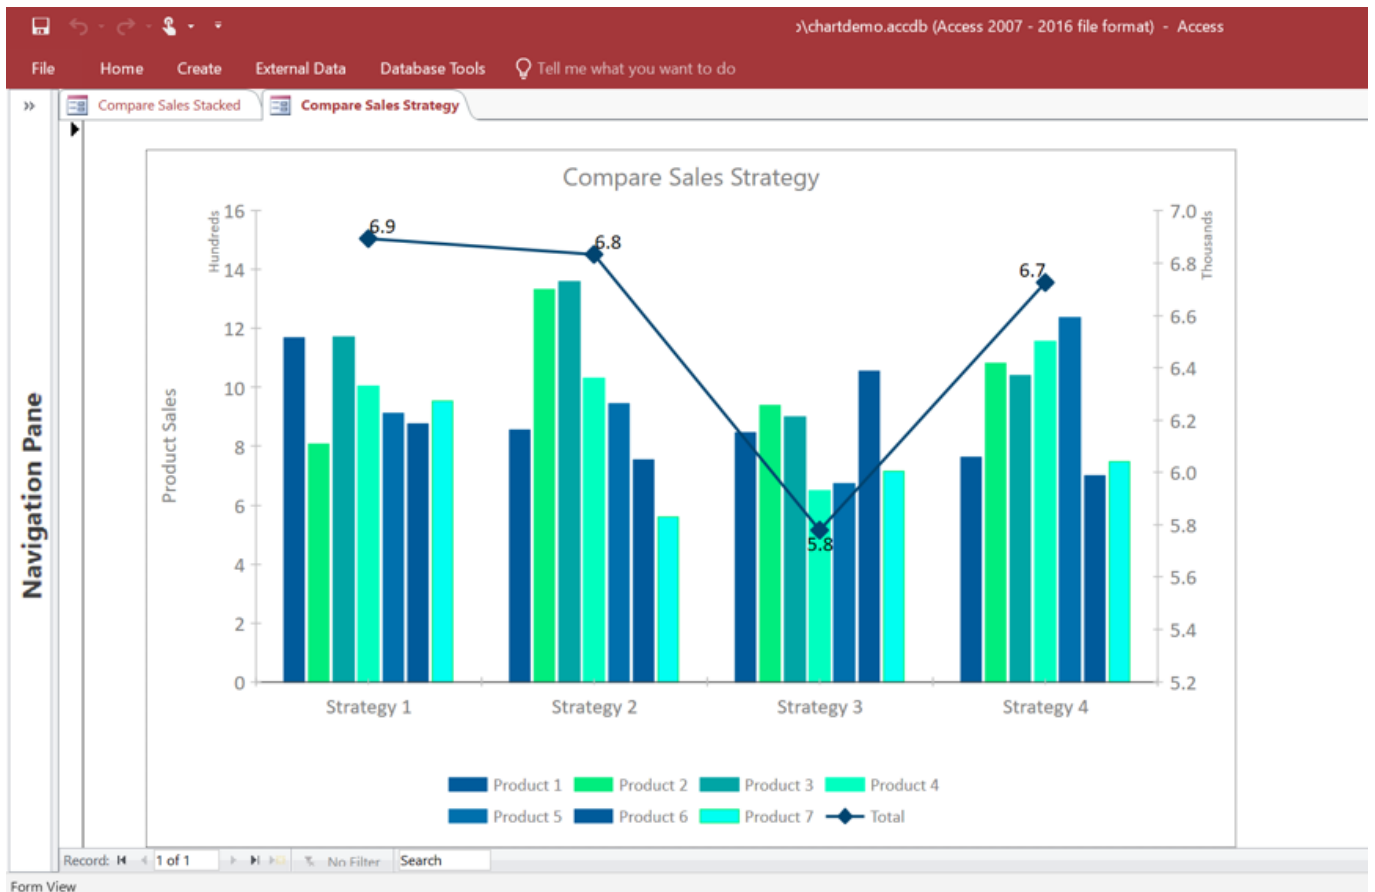 ɔ\chartdemo.accdb (Access 2007 - 2016 file format) - Access
File Home Create External Data Database Tools Tell me what you want to do
» Compare Sales Stacked Compare Sales Strategy
Navigation Pane
Compare Sales Strategy
Hundreds
Product Sales
16
14
12
10
8
6
4
2
0
6.9
6.8
5.8
6.7
7.0
6.8
6.6
6.4
6.2
6.0
5.8
5.6
5.4
5.2
Thousands
Strategy 1 Strategy 2 Strategy 3 Strategy 4
Product 1 Product 2 Product 3 Product 4
Product 5 Product 6 Product 7 Total
Record: 1 of 1 No Filter Search
Form View